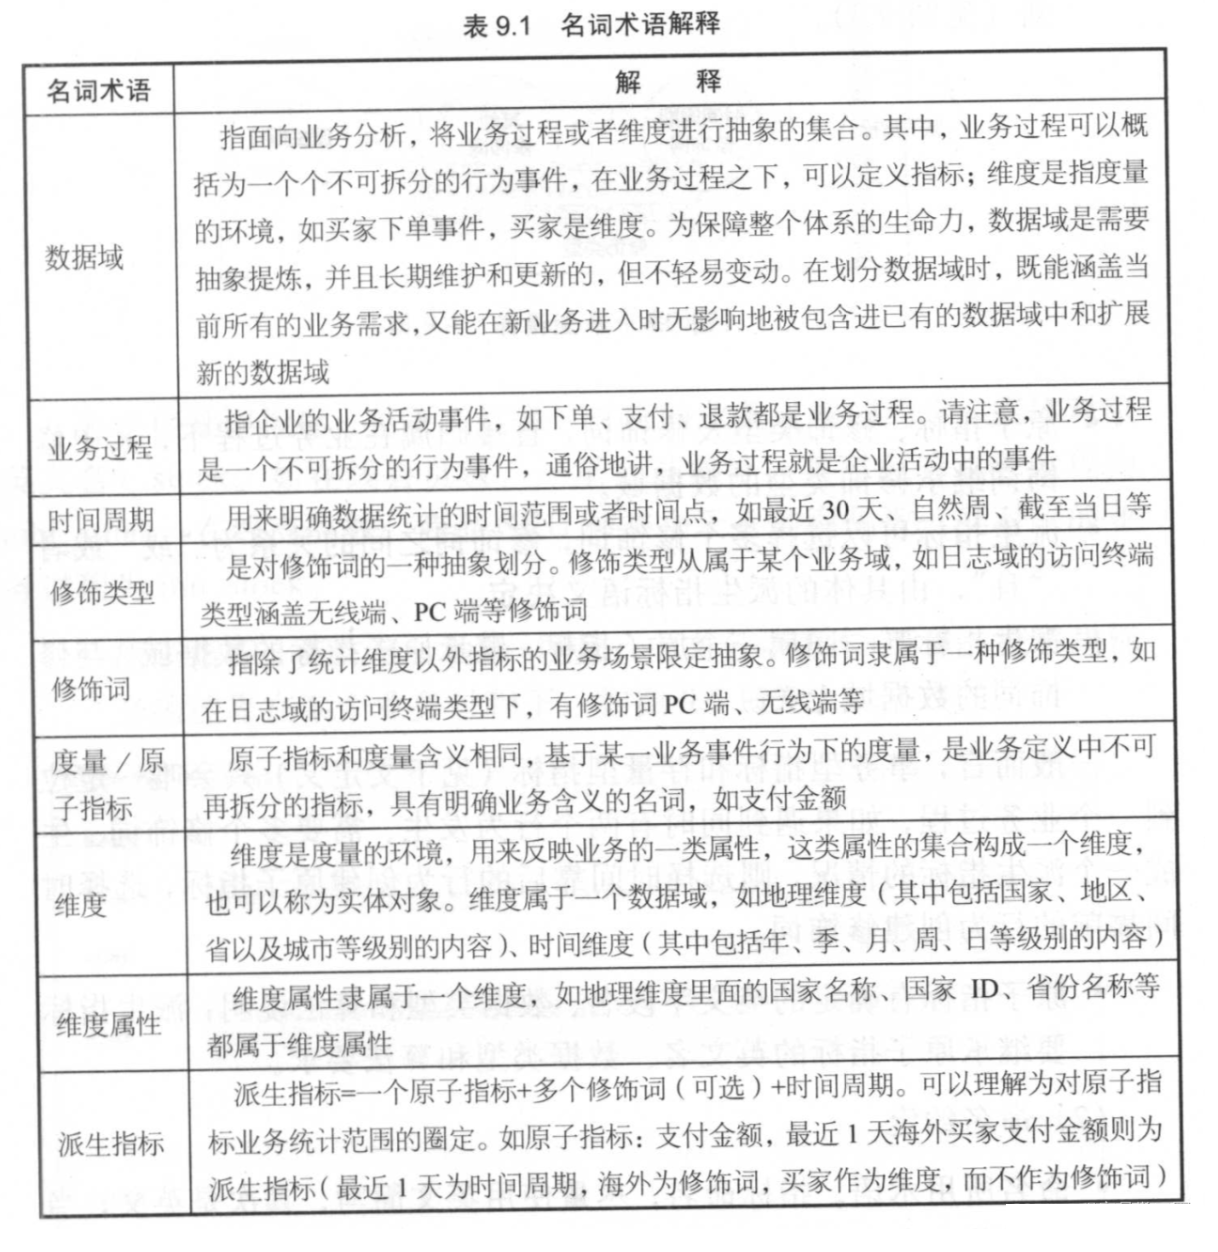 表 9.1 名词术语解释
名词术语
解 释
数据域
指面向业务分析，将业务过程或者维度进行抽象的集合。其中，业务过程可以概
括为一个个不可拆分的行为事件，在业务过程之下，可以定义指标；维度是指度量
的环境，如买家下单事件，买家是维度。为保障整个体系的生命力，数据域是需要
抽象提炼，并且长期维护和更新的，但不轻易变动。在划分数据域时，既能涵盖当
前所有的业务需求，又能在新业务进入时无影响地被包含进已有的数据域中和扩展
新的数据域
业务过程
指企业的业务活动事件，如下单、支付、退款都是业务过程。请注意，业务过程
是一个不可拆分的行为事件，通俗地讲，业务过程就是企业活动中的事件
时间周期
用来明确数据统计的时间范围或者时间点，如最近 30 天、自然周、截至当日等
修饰类型
是对修饰词的一种抽象划分。修饰类型从属于某个业务域，如日志域的访问终端
类型涵盖无线端、PC 端等修饰词
修饰词
指除了统计维度以外指标的业务场景限定抽象。修饰词隶属于一种修饰类型，如
在日志域的访问终端类型下，有修饰词 PC 端、无线端等
度量／原
子指标
原子指标和度量含义相同，基于某一业务事件行为下的度量，是业务定义中不可
再拆分的指标，具有明确业务含义的名词，如支付金额
维度
维度是度量的环境，用来反映业务的一类属性，这类属性的集合构成一个维度，
也可以称为实体对象。维度属于一个数据域，如地理维度（其中包括国家、地区、
省以及城市等级别的内容）、时间维度（其中包括年、季、月、周、日等级别的内容）
维度属性
维度属性隶属于一个维度，如地理维度里面的国家名称、国家 ID、省份名称等
都属于维度属性
派生指标
派生指标=一个原子指标+多个修饰词（可选）+时间周期。可以理解为对原子指
标业务统计范围的圈定。如原子指标：支付金额，最近 1 天海外买家支付金额则为
派生指标（最近 1 天为时间周期，海外为修饰词，买家作为维度，而不作为修饰词）